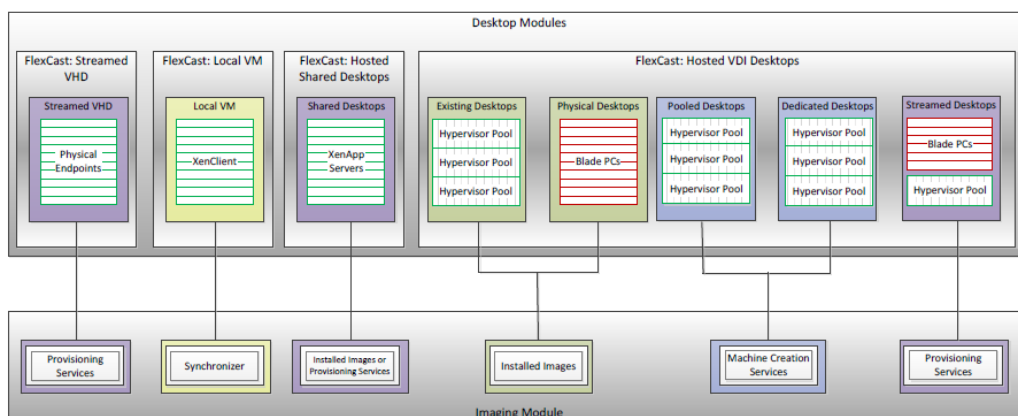 Desktop Modules
FlexCast: Streamed
VHD
FlexCast: Local VM
FlexCast: Hosted
Shared Desktops
FlexCast: Hosted VDI Desktops
Streamed VHD
Local VM
Shared Desktops
Existing Desktops
Physical Desktops
Pooled Desktops
Dedicated Desktops
Streamed Desktops
Physical
Endpoints
XenClient
XenApp
Servers
Hypervisor Pool
Hypervisor Pool
Hypervisor Pool
Blade PCs
Hypervisor Pool
Hypervisor Pool
Hypervisor Pool
Hypervisor Pool
Hypervisor Pool
Hypervisor Pool
Blade PCs
Hypervisor Pool
Provisioning
Services
Synchronizer
Installed Images or
Provisioning Services
Installed Images
Machine Creation
Services
Provisioning
Services
Imaging Module